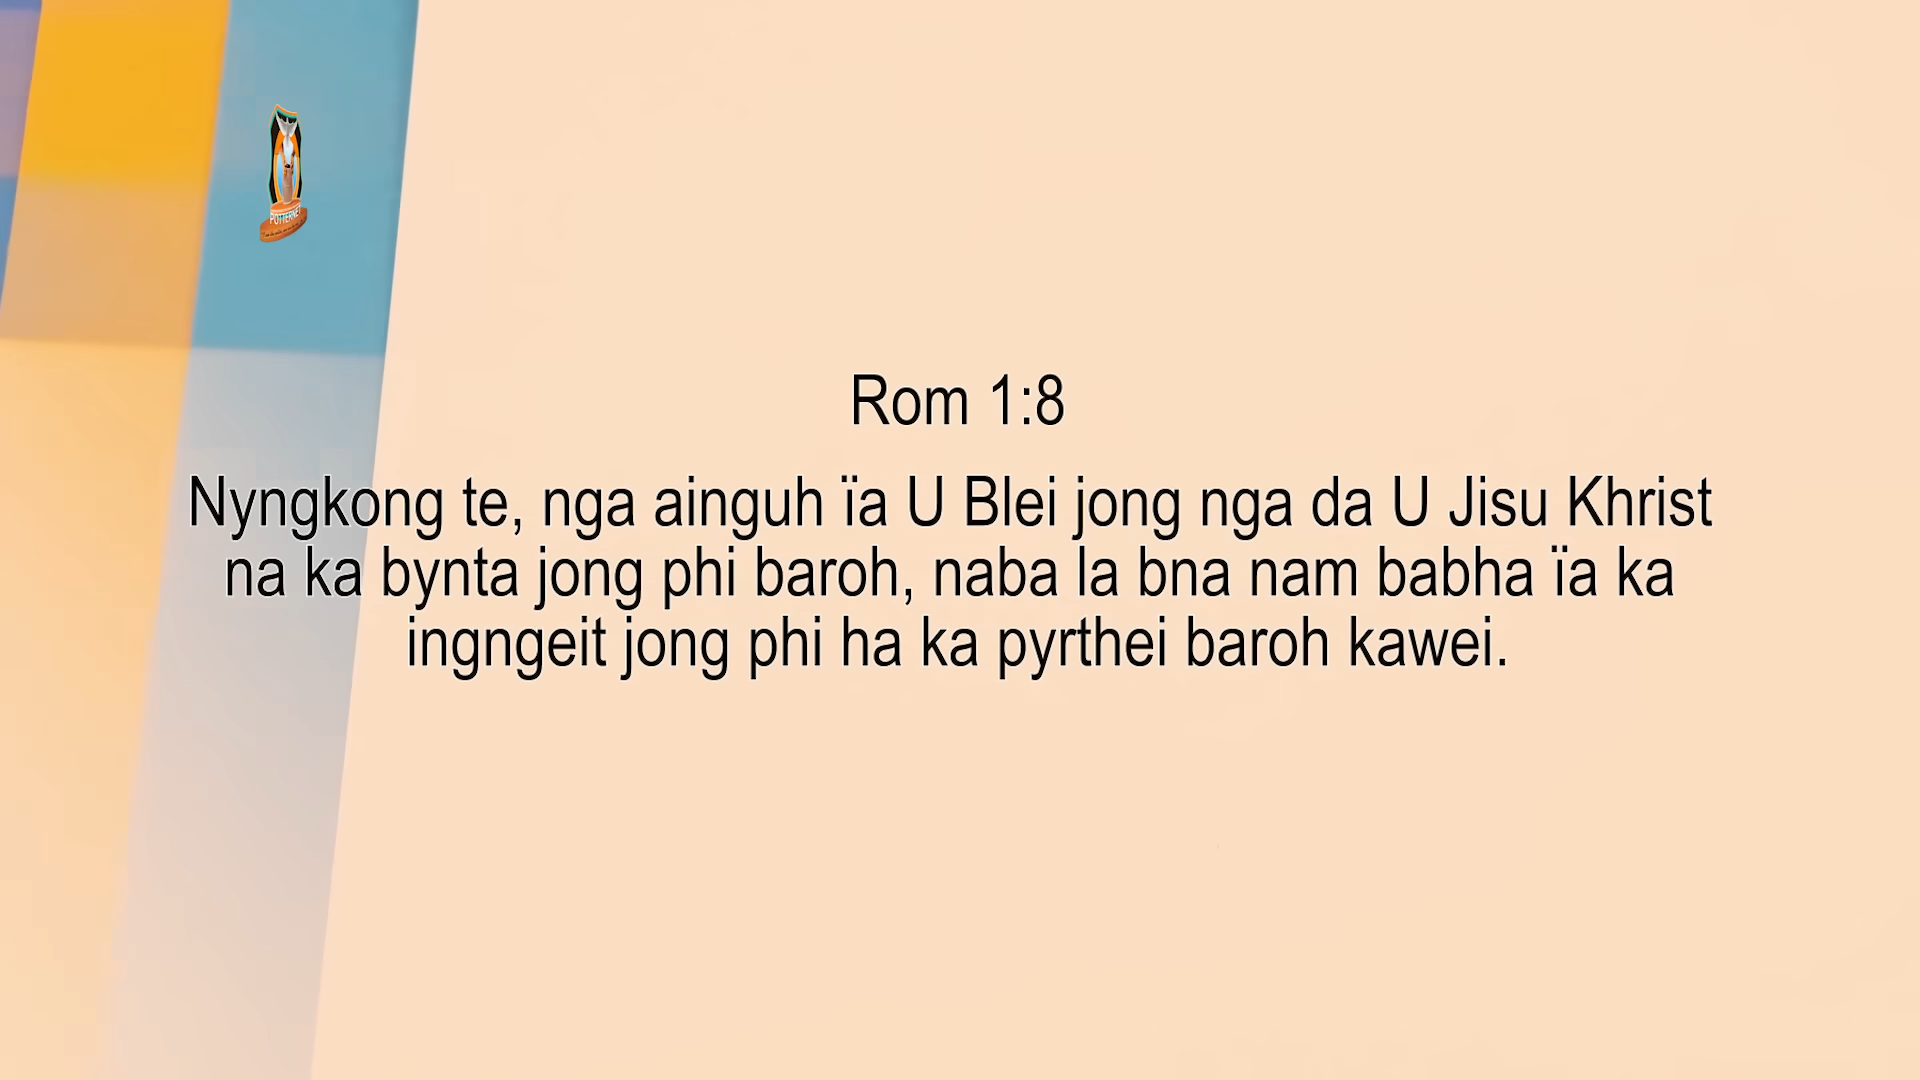 POTTERNET
Rom 1:8
Nyngkong te, nga ainguh ïa U Blei jong nga da U Jisu Khrist
na ka bynta jong phi baroh, naba la bna nam babha ïa ka
ingngeit jong phi ha ka pyrthei baroh kawei.